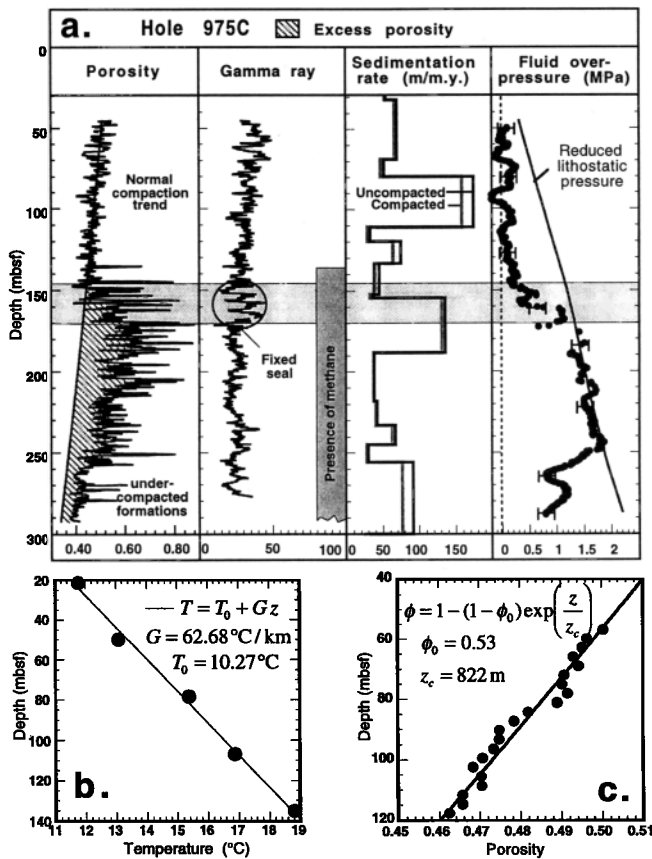 a. Hole 975C Excess porosity
Porosity
Gamma ray
Sedimentation
rate (m/m.y.)
Fluid over-
pressure (MPa)
0
50
100
150
200
250
300
Depth (mbsf)
Normal
compaction
trend
under-
compacted
formations
Fixed
seal
Presence of methane
Uncompacted
Compacted
Reduced
lithostatic
pressure
0.40 0.60 0.80
0 50 100
0 50 100 150
0 0.5 1 1.5 2
20
40
60
80
100
120
140
Depth (mbsf)
T = T₀ + Gz
G = 62.68°C/km
T₀ = 10.27°C
b.
11 12 13 14 15 16 17 18 19
Temperature (°C)
40
60
80
100
120
Depth (mbsf)
ϕ = 1 − (1 − ϕ₀) exp(z/z_c)
ϕ₀ = 0.53
z_c = 822 m
c.
0.45 0.46 0.47 0.48 0.49 0.50 0.51
Porosity